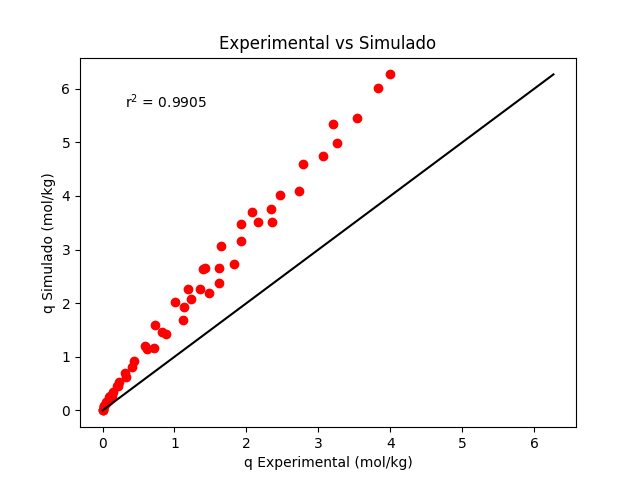 Experimental vs Simulado
r² = 0.9905
q Simulado (mol/kg)
6
5
4
3
2
1
0
0 1 2 3 4 5 6
q Experimental (mol/kg)